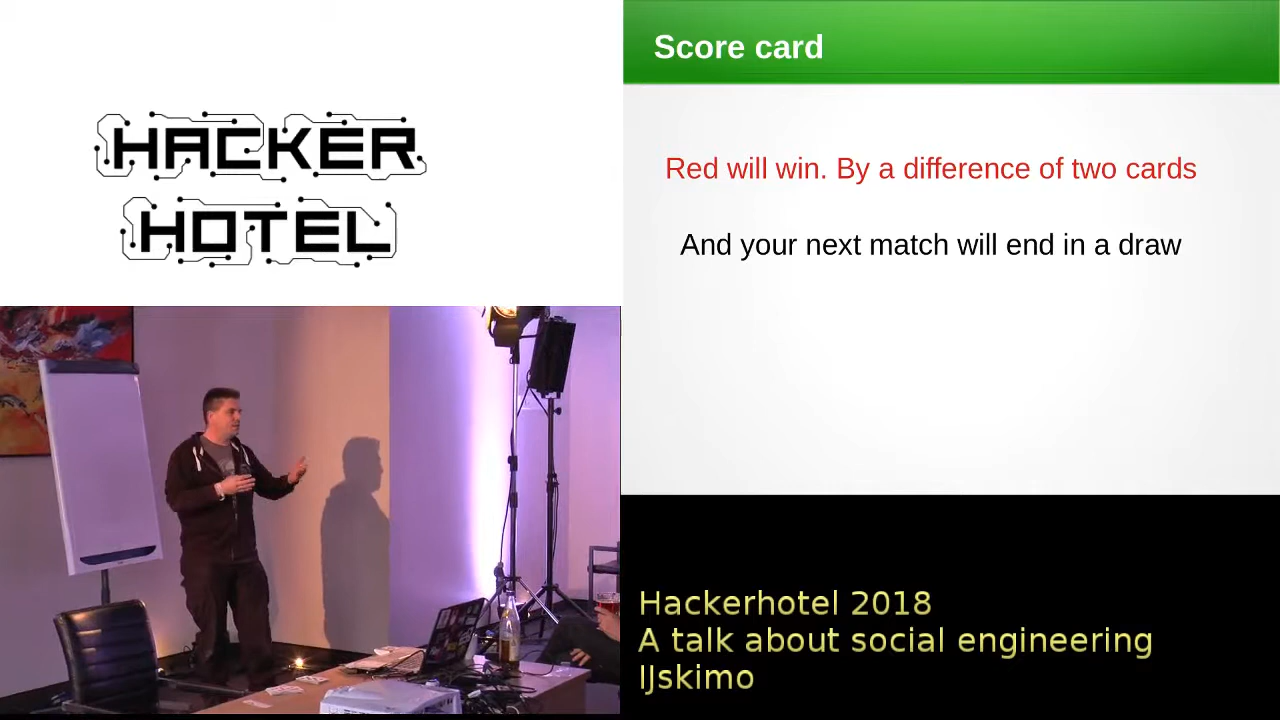 HACKER
HOTEL
Score card
Red will win. By a difference of two cards
And your next match will end in a draw
Hackerhotel 2018
A talk about social engineering
IJskimo